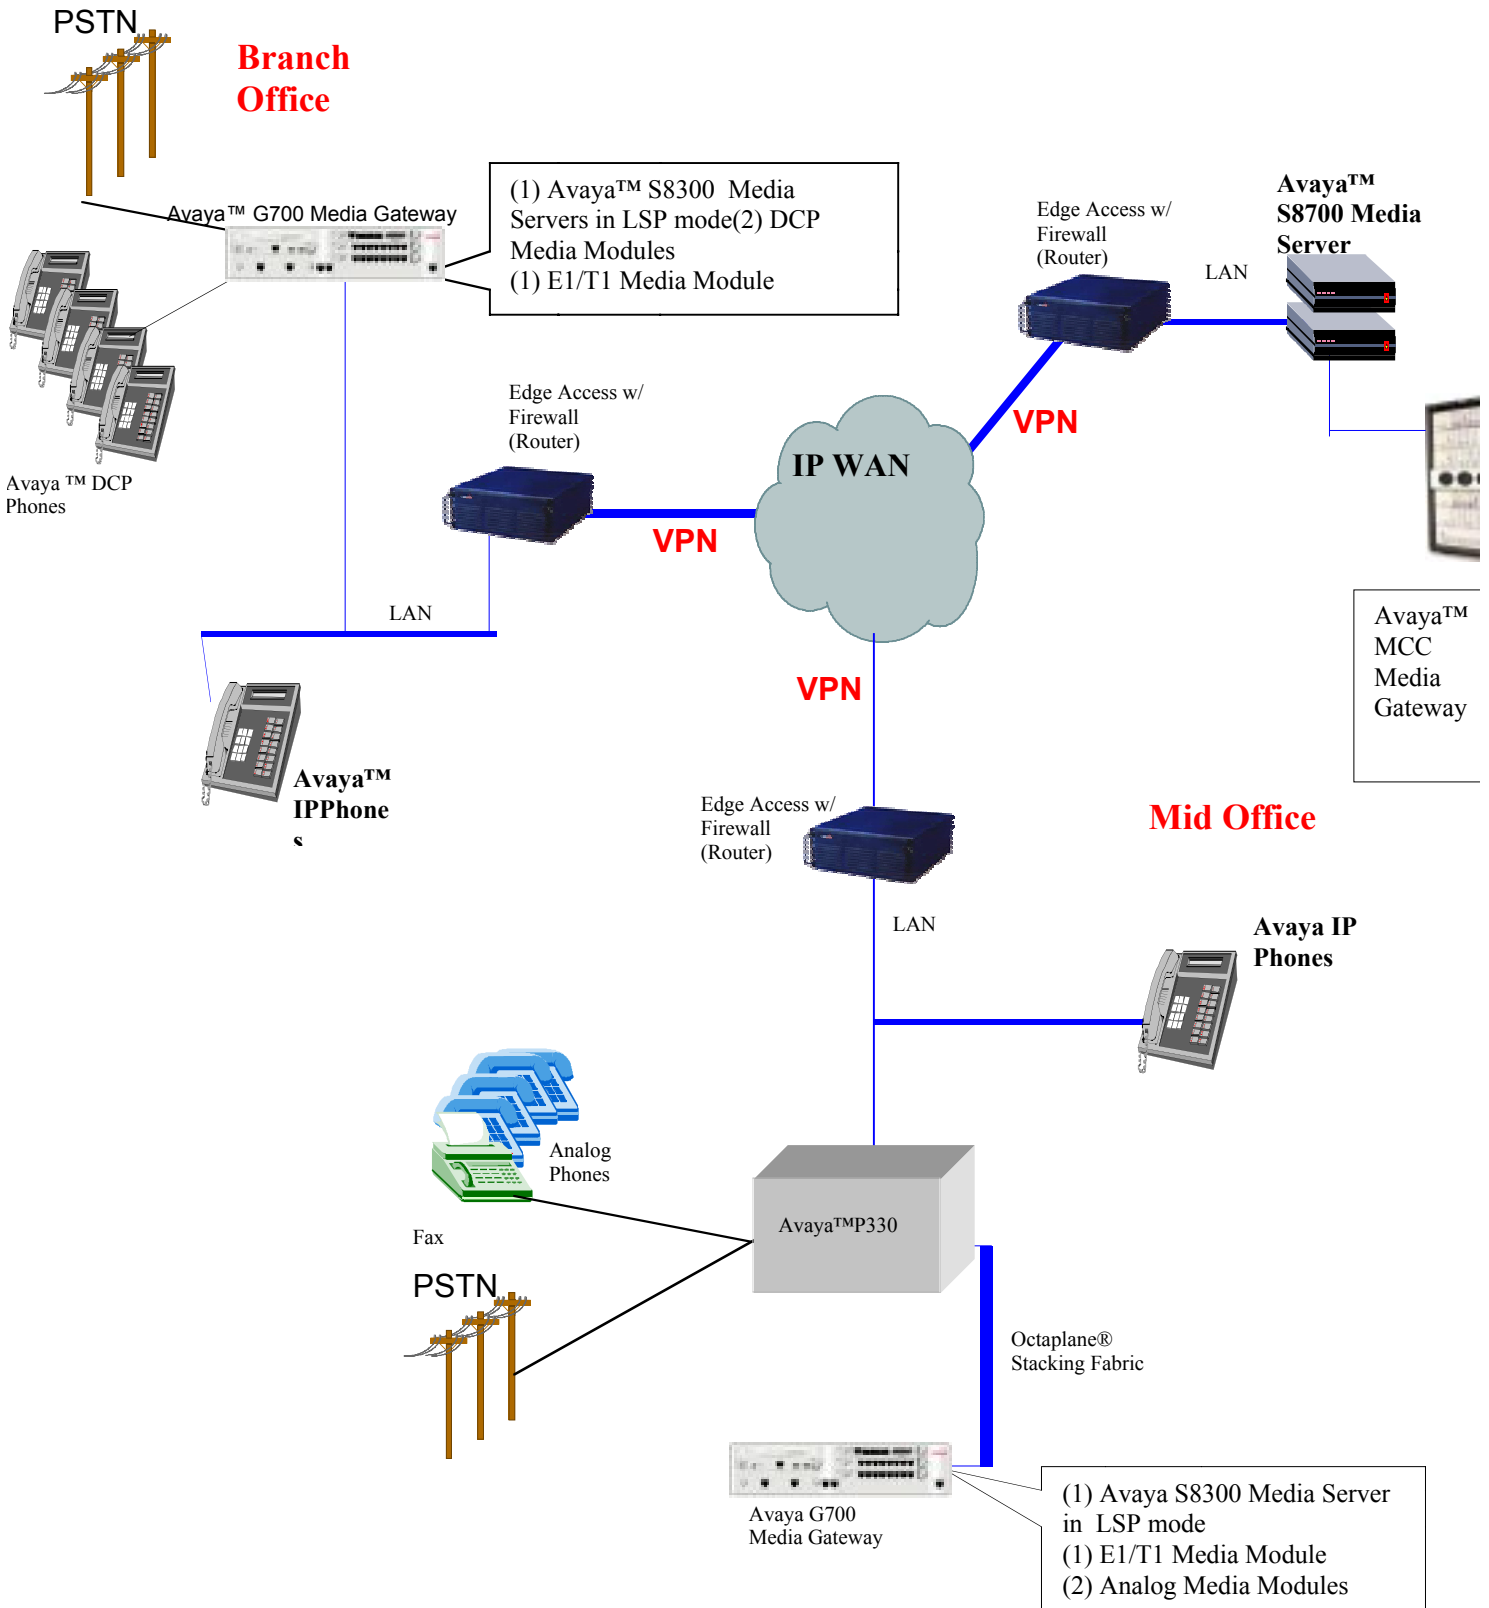 PSTN
Branch
Office
Avaya™ G700 Media Gateway
(1) Avaya™ S8300  Media
Servers in LSP mode(2) DCP
Media Modules
(1) E1/T1 Media Module
Edge Access w/
Firewall
(Router)
LAN
Avaya™
S8700 Media
Server
Avaya ™ DCP
Phones
Edge Access w/
Firewall
(Router)
VPN
IP WAN
VPN
LAN
Avaya™
MCC
Media
Gateway
VPN
Avaya™
IPPhone
s
Edge Access w/
Firewall
(Router)
Mid Office
LAN
Avaya IP
Phones
Analog
Phones
Fax
Avaya™P330
PSTN
Octaplane®
Stacking Fabric
Avaya G700
Media Gateway
(1) Avaya S8300 Media Server
in  LSP mode
(1) E1/T1 Media Module
(2) Analog Media Modules